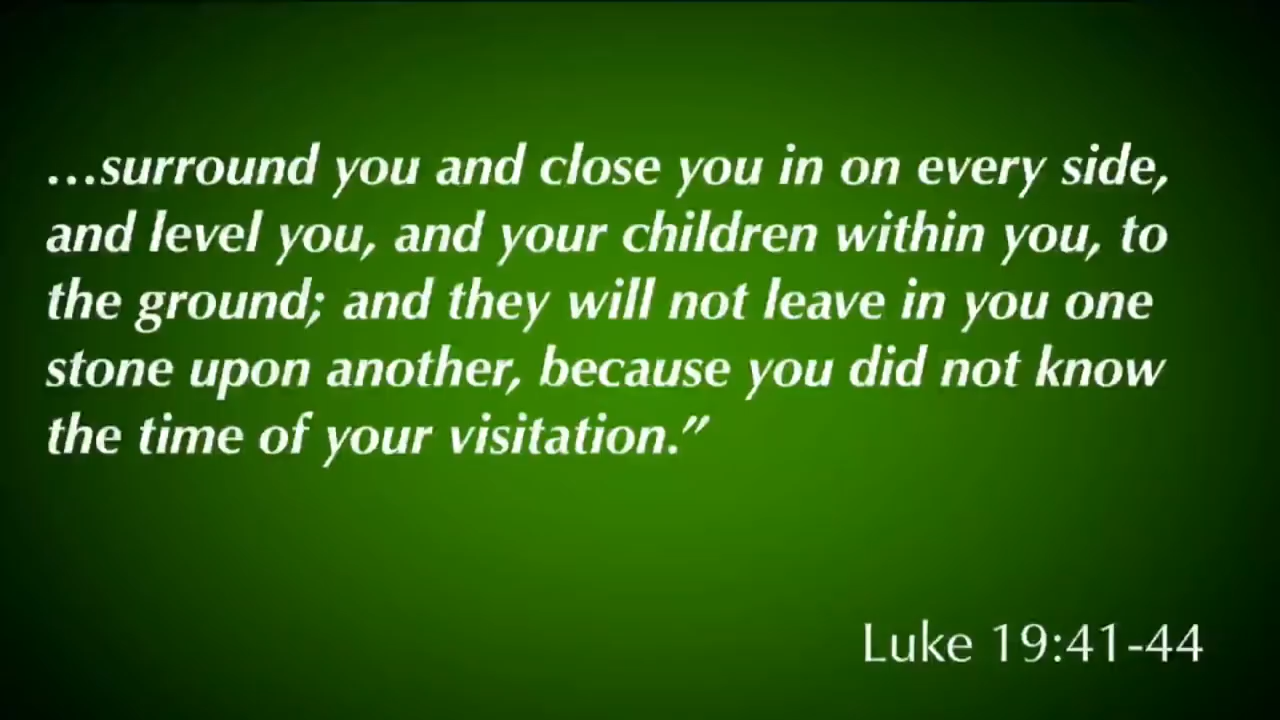 ...surround you and close you in on every side,
and level you, and your children within you, to
the ground; and they will not leave in you one
stone upon another, because you did not know
the time of your visitation.”
Luke 19:41-44